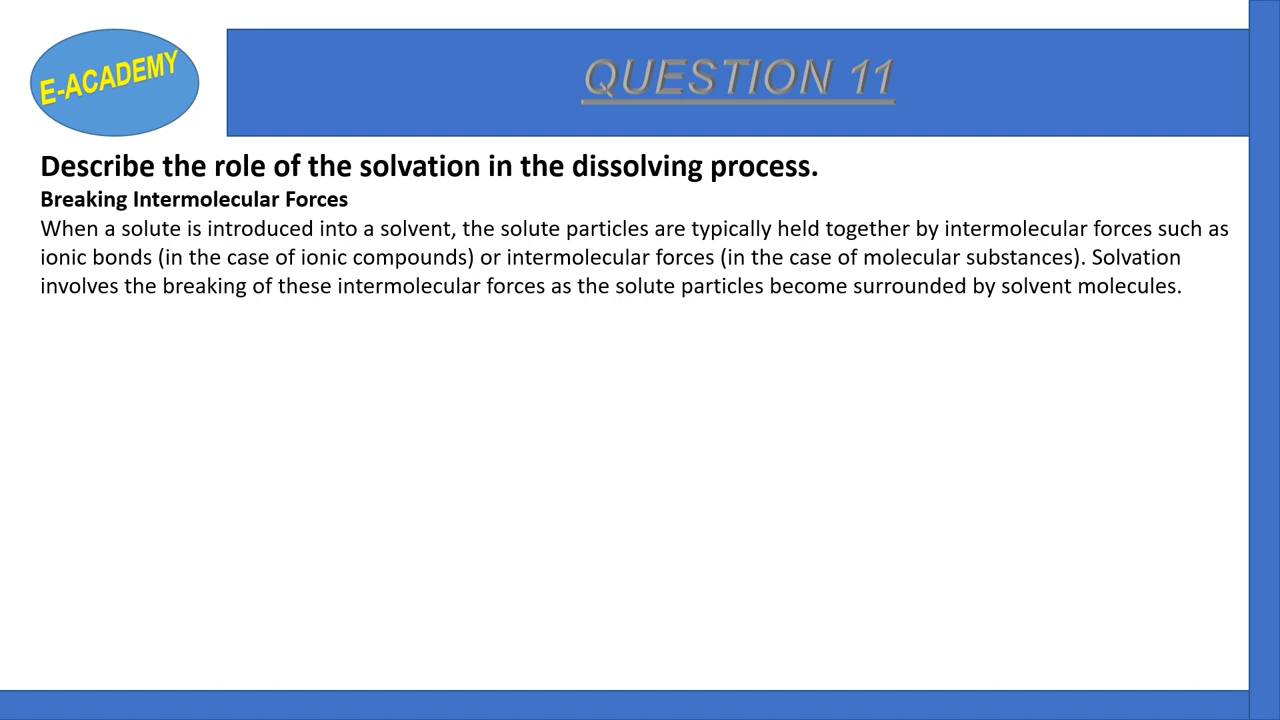 E-ACADEMY
QUESTION 11
Describe the role of the solvation in the dissolving process.
Breaking Intermolecular Forces
When a solute is introduced into a solvent, the solute particles are typically held together by intermolecular forces such as
ionic bonds (in the case of ionic compounds) or intermolecular forces (in the case of molecular substances). Solvation
involves the breaking of these intermolecular forces as the solute particles become surrounded by solvent molecules.